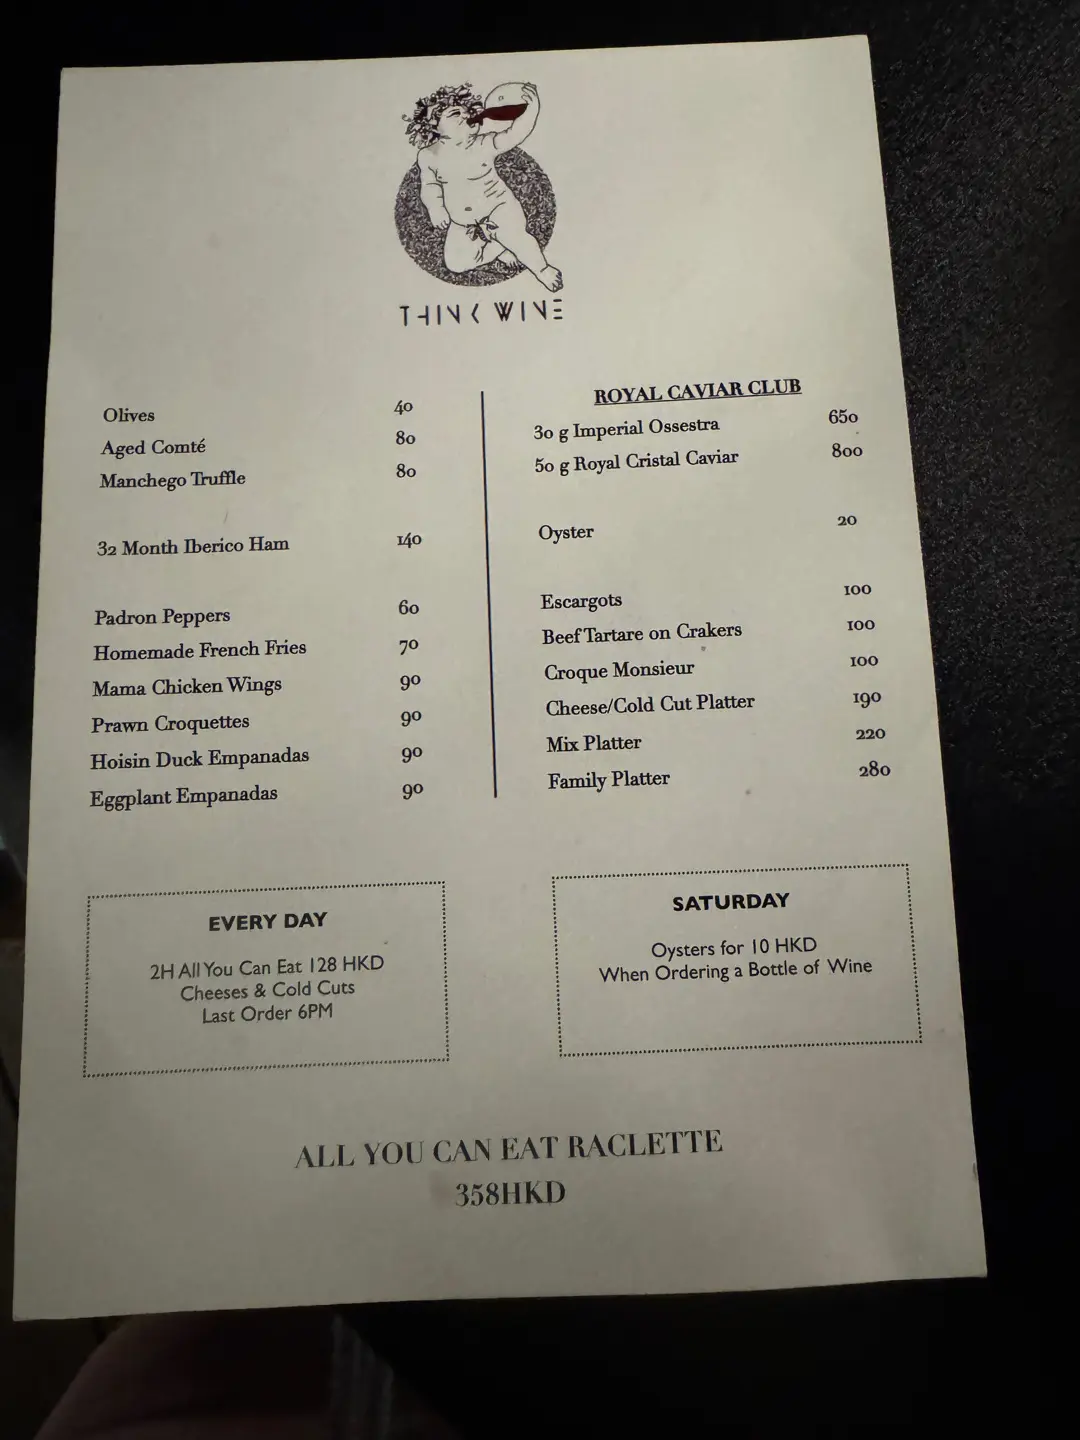 THINK WINE
Olives 40
Aged Comté 80
Manchego Truffle 80
32 Month Iberico Ham 140
Padron Peppers 60
Homemade French Fries 70
Mama Chicken Wings 90
Prawn Croquettes 90
Hoisin Duck Empanadas 90
Eggplant Empanadas 90
ROYAL CAVIAR CLUB
30 g Imperial Ossestra 650
50 g Royal Cristal Caviar 800
Oyster 20
Escargots 100
Beef Tartare on Crakers 100
Croque Monsieur 100
Cheese/Cold Cut Platter 190
Mix Platter 220
Family Platter 280
EVERY DAY
2H All You Can Eat 128 HKD
Cheeses & Cold Cuts
Last Order 6PM
SATURDAY
Oysters for 10 HKD
When Ordering a Bottle of Wine
ALL YOU CAN EAT RACLETTE
358HKD